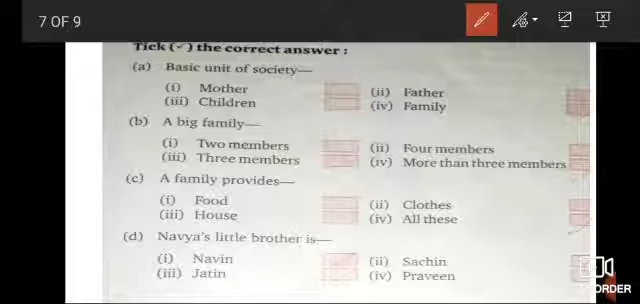 7 OF 9
Tick (✓) the correct answer :
(a) Basic unit of society—
(i) Mother (ii) Father
(iii) Children (iv) Family
(b) A big family—
(i) Two members (ii) Four members
(iii) Three members (iv) More than three members
(c) A family provides—
(i) Food (ii) Clothes
(iii) House (iv) All these
(d) Navya's little brother is—
(i) Navin (ii) Sachin
(iii) Jatin (iv) Praveen
ORDER